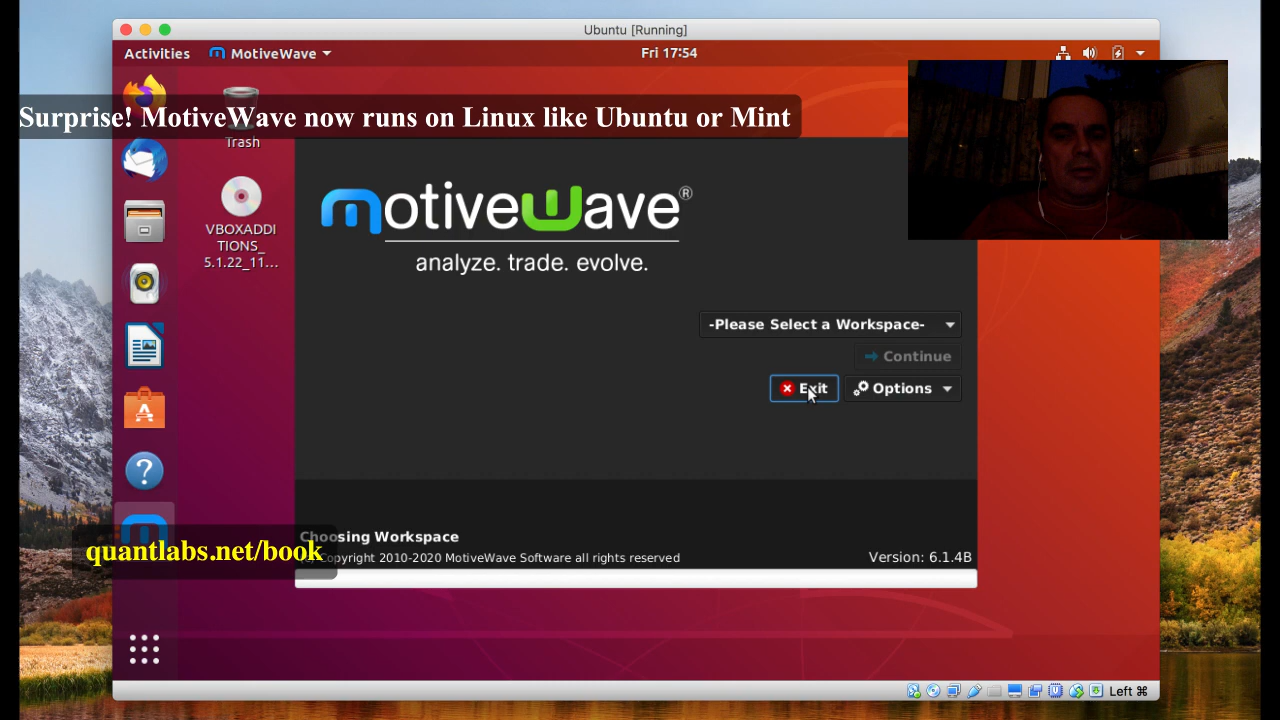 Ubuntu [Running]
Activities
MotiveWave
Fri 17:54
Surprise! MotiveWave now runs on Linux like Ubuntu or Mint
Trash
VBOXADDI
TIONS_
5.1.22_11...
motivewave®
analyze. trade. evolve.
-Please Select a Workspace-
Continue
Exit
Options
Choosing Workspace
quantlabs.net/book
(c) Copyright 2010-2020 MotiveWave Software all rights reserved
Version: 6.1.4B
Left ⌘